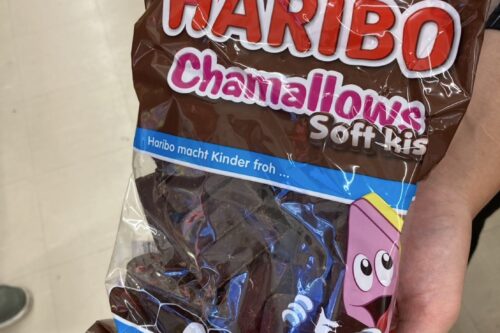 HARIBO
Chamallows
Soft kis
Haribo macht Kinder froh ...